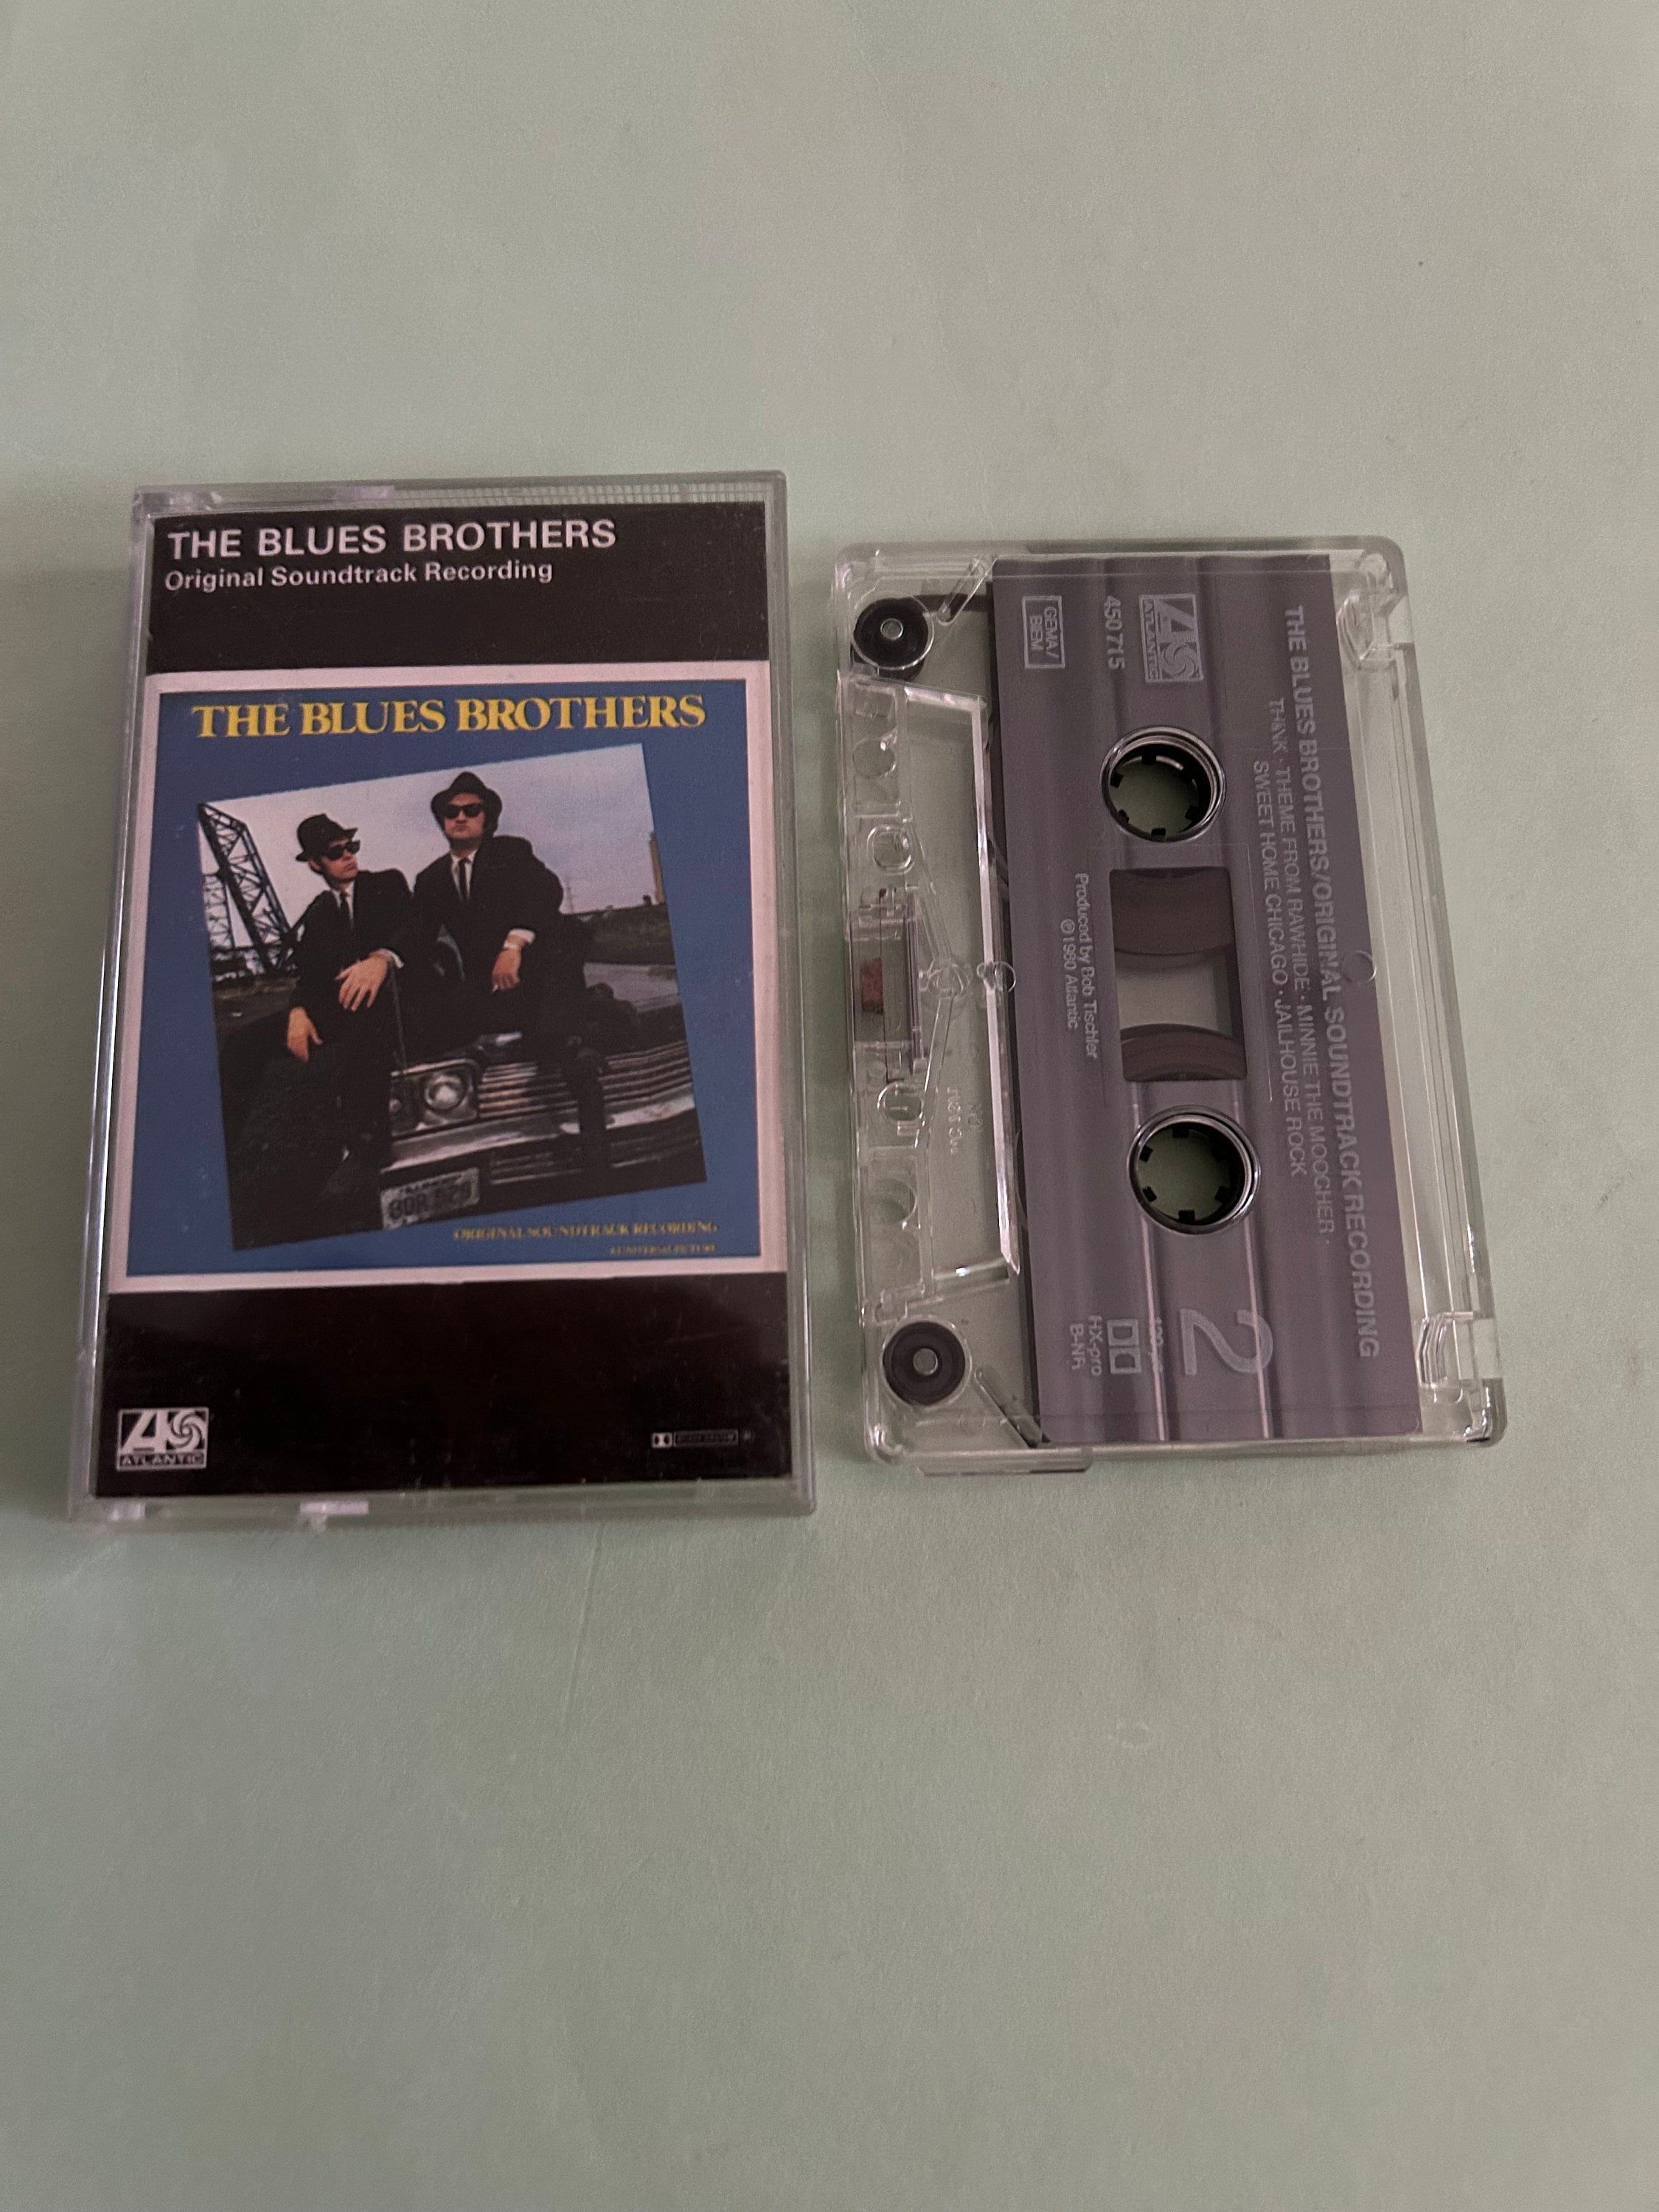 THE BLUES BROTHERS
Original Soundtrack Recording
THE BLUES BROTHERS
ORIGINAL SOUNDTRACK RECORDING
A UNIVERSAL PICTURE
ATLANTIC
THE BLUES BROTHERS/ORIGINAL SOUNDTRACK RECORDING
THINK · THEME FROM RAWHIDE · MINNIE THE MOOCHER ·
SWEET HOME CHICAGO · JAILHOUSE ROCK
ATLANTIC
450 715
GEMA/
BIEM
2
HX-pro
B-NR
Produced by Bob Tischler
℗1980 Atlantic